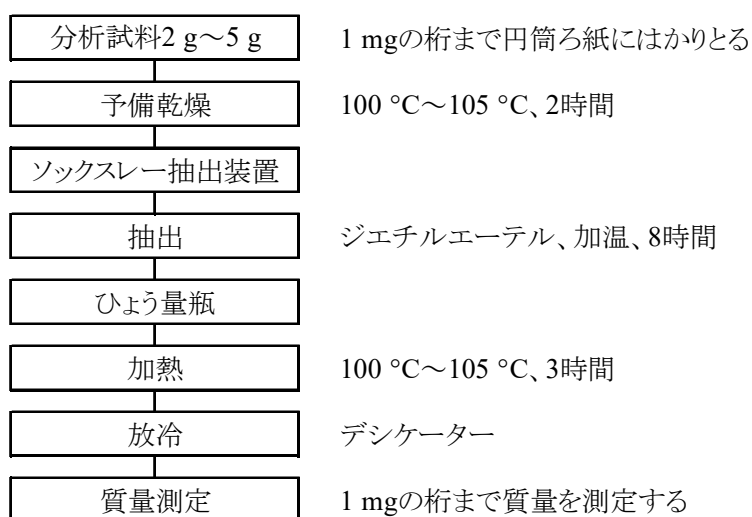 分析試料2 g～5 g 1 mgの桁まで円筒ろ紙にはかりとる
予備乾燥 100 °C～105 °C、2時間
ソックスレー抽出装置
抽出 ジエチルエーテル、加温、8時間
ひょう量瓶
加熱 100 °C～105 °C、3時間
放冷 デシケーター
質量測定 1 mgの桁まで質量を測定する